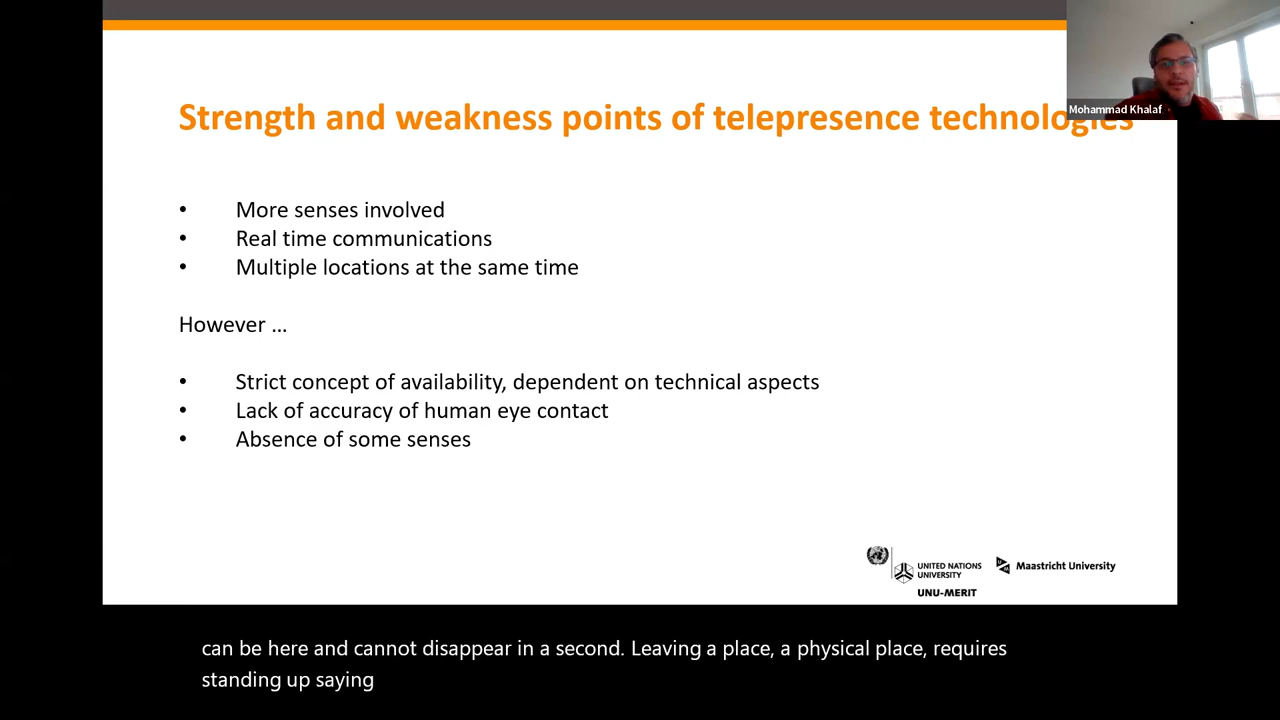 Strength and weakness points of telepresence technologies
Mohammad Khalaf
• More senses involved
• Real time communications
• Multiple locations at the same time
However ...
• Strict concept of availability, dependent on technical aspects
• Lack of accuracy of human eye contact
• Absence of some senses
UNITED NATIONS
UNIVERSITY
UNU-MERIT
Maastricht University
can be here and cannot disappear in a second. Leaving a place, a physical place, requires
standing up saying